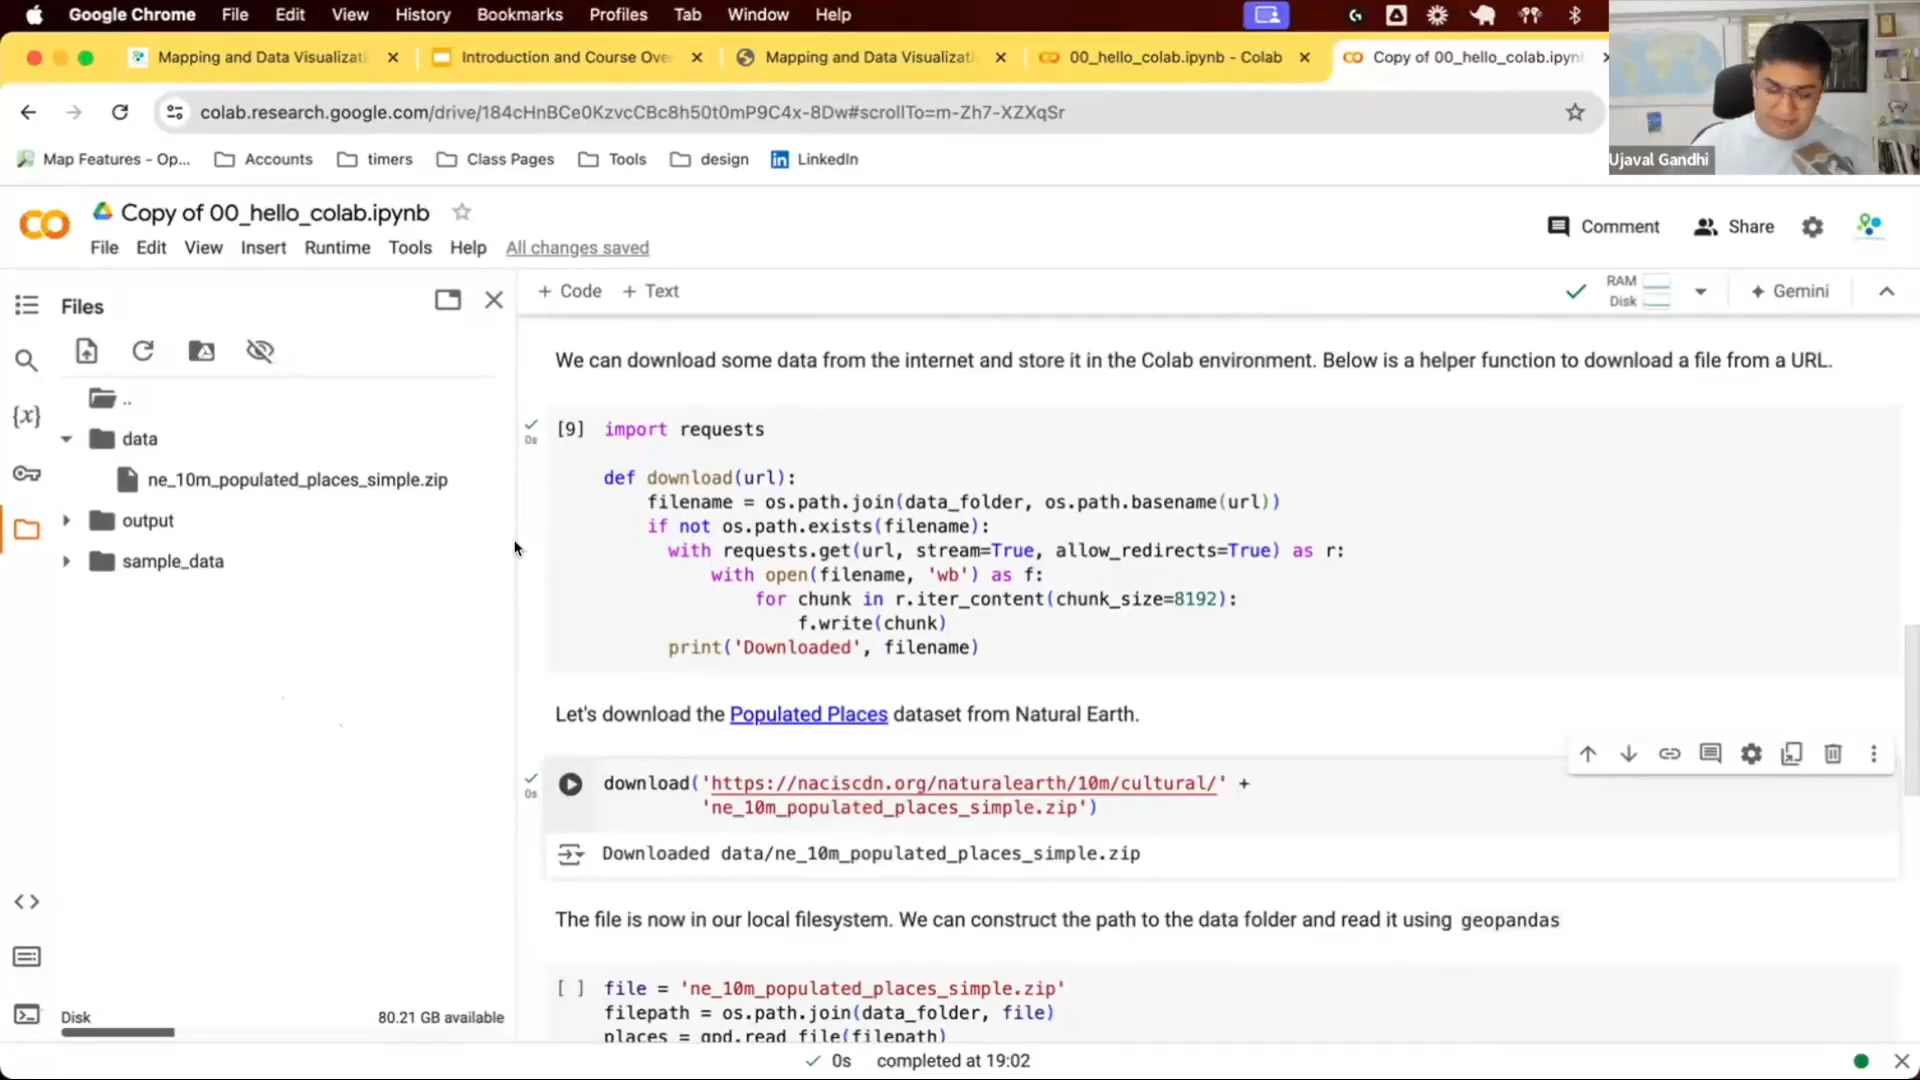 Google Chrome File Edit View History Bookmarks Profiles Tab Window Help
Mapping and Data Visualizati
Introduction and Course Ove
Mapping and Data Visualizati
00_hello_colab.ipynb - Colab
Copy of 00_hello_colab.ipyn
colab.research.google.com/drive/184cHnBCe0KzvcCBc8h50t0mP9C4x-8Dw#scrollTo=m-Zh7-XZXqSr
Map Features - Op... Accounts timers Class Pages Tools design LinkedIn
Ujaval Gandhi
Copy of 00_hello_colab.ipynb
File Edit View Insert Runtime Tools Help All changes saved
Comment Share
Files
+ Code + Text
RAM
Disk
Gemini
..
data
ne_10m_populated_places_simple.zip
output
sample_data
Disk 80.21 GB available
We can download some data from the internet and store it in the Colab environment. Below is a helper function to download a file from a URL.
0s
[9] import requests
def download(url):
filename = os.path.join(data_folder, os.path.basename(url))
if not os.path.exists(filename):
with requests.get(url, stream=True, allow_redirects=True) as r:
with open(filename, 'wb') as f:
for chunk in r.iter_content(chunk_size=8192):
f.write(chunk)
print('Downloaded', filename)
Let's download the Populated Places dataset from Natural Earth.
0s
download('https://naciscdn.org/naturalearth/10m/cultural/' +
'ne_10m_populated_places_simple.zip')
Downloaded data/ne_10m_populated_places_simple.zip
The file is now in our local filesystem. We can construct the path to the data folder and read it using geopandas
[ ] file = 'ne_10m_populated_places_simple.zip'
filepath = os.path.join(data_folder, file)
places = gpd.read_file(filepath)
0s completed at 19:02